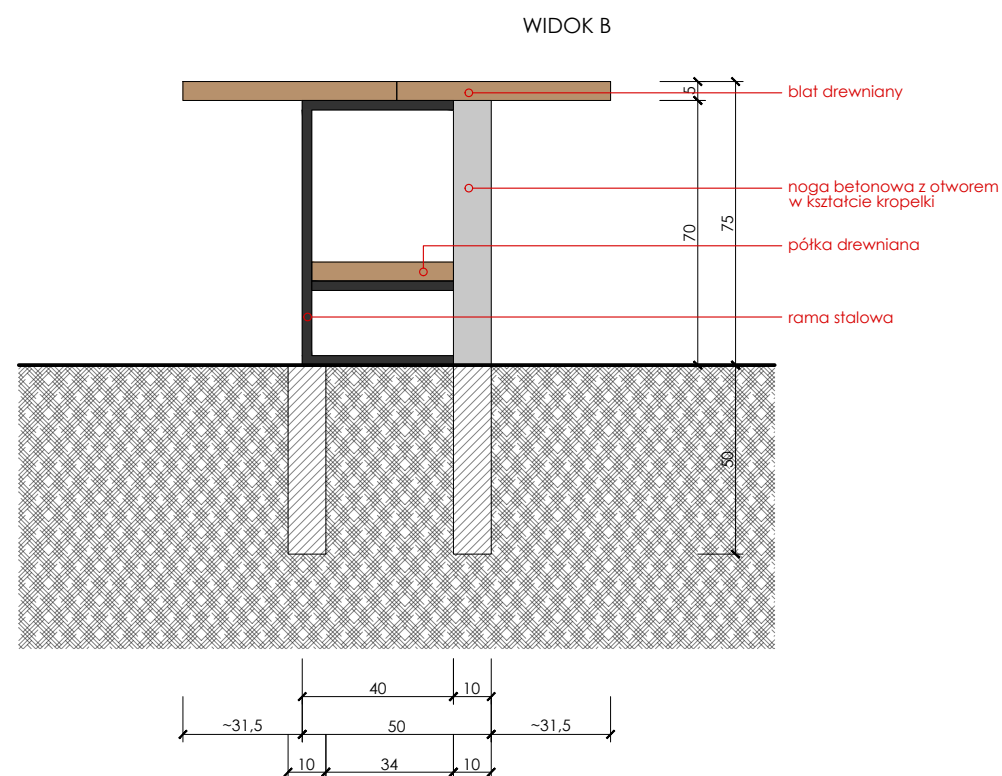 WIDOK B
blat drewniany
5
noga betonowa z otworem
w kształcie kropelki
70
75
półka drewniana
rama stalowa
50
40
10
~31,5
50
~31,5
10
34
10